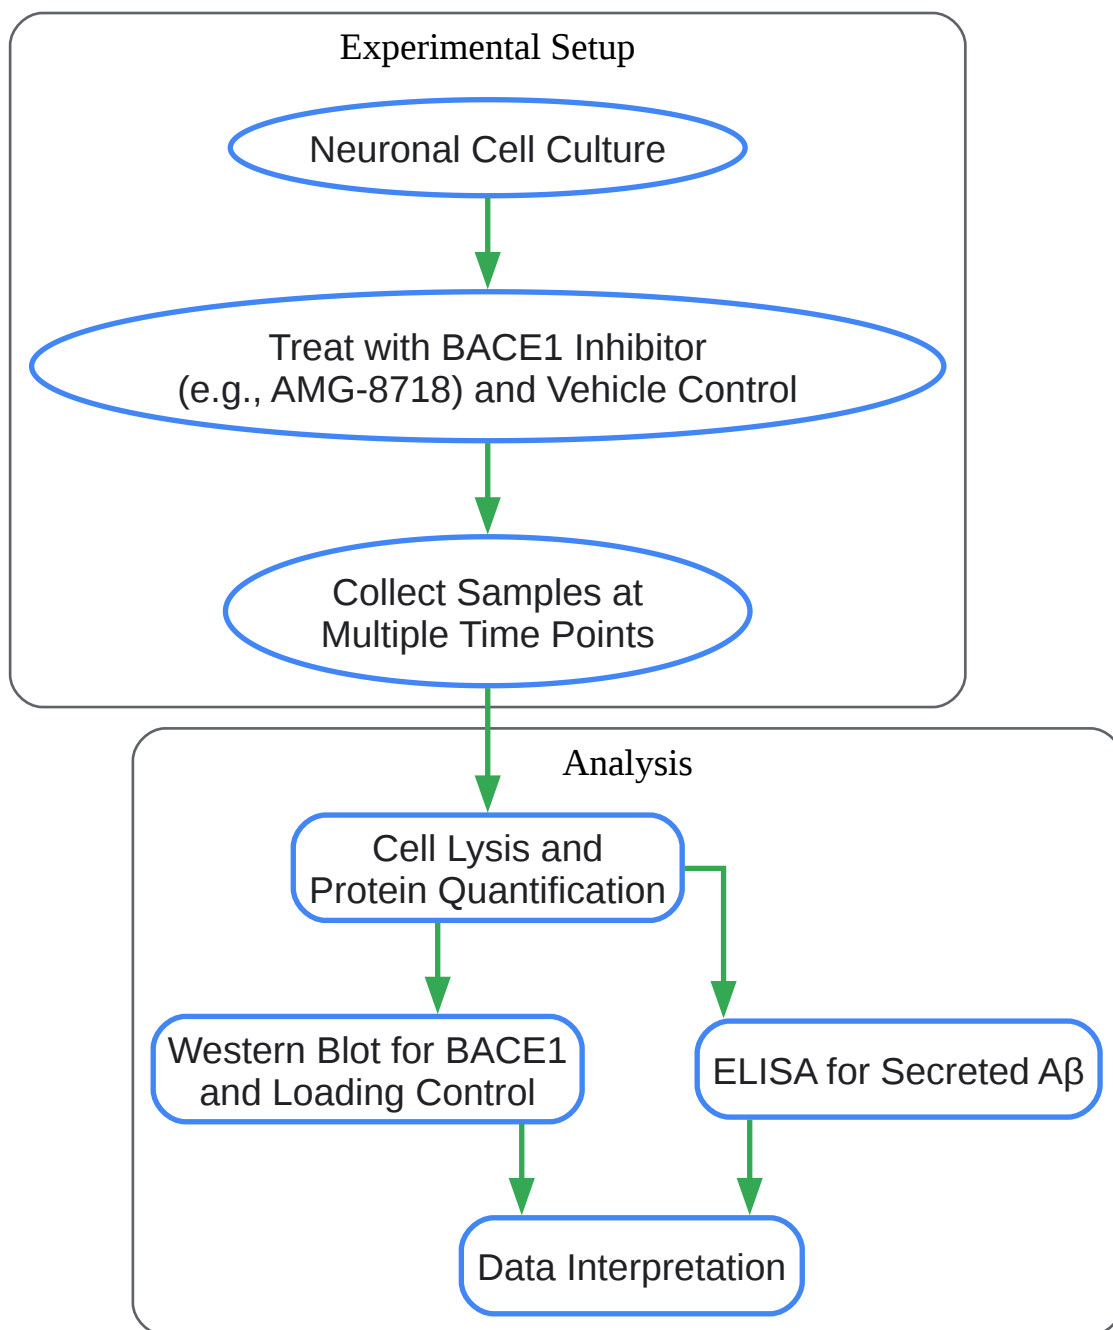 Experimental Setup
Neuronal Cell Culture
Treat with BACE1 Inhibitor
(e.g., AMG-8718) and Vehicle Control
Collect Samples at
Multiple Time Points
Analysis
Cell Lysis and
Protein Quantification
Western Blot for BACE1
and Loading Control
ELISA for Secreted Aβ
Data Interpretation